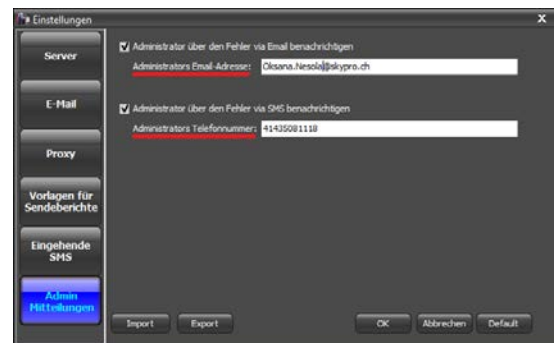 Einstellungen
X
Server
E-Mail
Proxy
Vorlagen für
Sendeberichte
Eingehende
SMS
Admin
Mitteilungen
Administrator über den Fehler via Email benachrichtigen
Administrators Email-Adresse: Oksana.Nesola@skypro.ch
Administrator über den Fehler via SMS benachrichtigen
Administrators Telefonnummer: 41435081118
Import Export OK Abbrechen Default